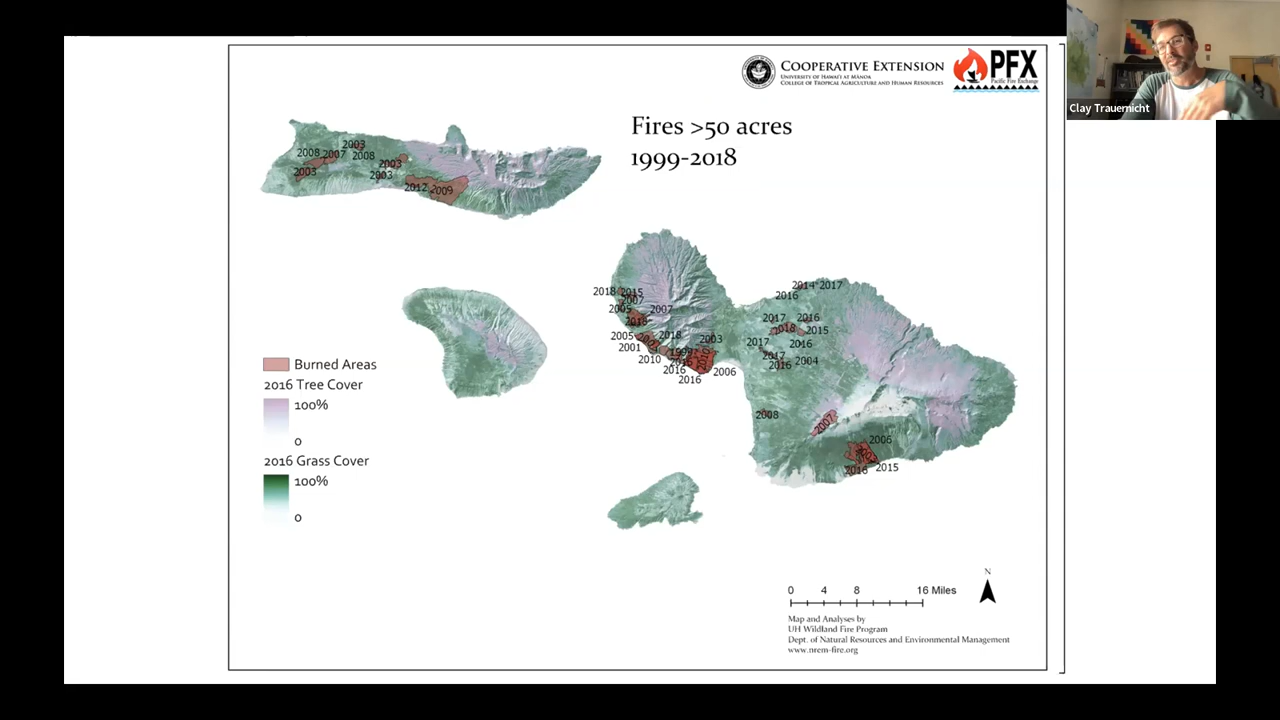 COOPERATIVE EXTENSION
UNIVERSITY OF HAWAI'I AT MĀNOA
COLLEGE OF TROPICAL AGRICULTURE AND HUMAN RESOURCES
PFX
Pacific Fire Exchange
Clay Trauernicht
Fires >50 acres
1999-2018
2003
2008 2007
2008
2003
2003
2003
2012 2009
2018 2015
2007
2005 2007
2018
2005 2018 2003
2001
2010
2010
2016
2006
2016
2014 2017
2016
2017 2016
2018 2015
2017 2016
2017
2016 2004
2008
2007
2006
2015
2016
Burned Areas
2016 Tree Cover
100%
0
2016 Grass Cover
100%
0
N
0 4 8 16 Miles
Map and Analyses by
UH Wildland Fire Program
Dept. of Natural Resources and Environmental Management
www.nrem-fire.org